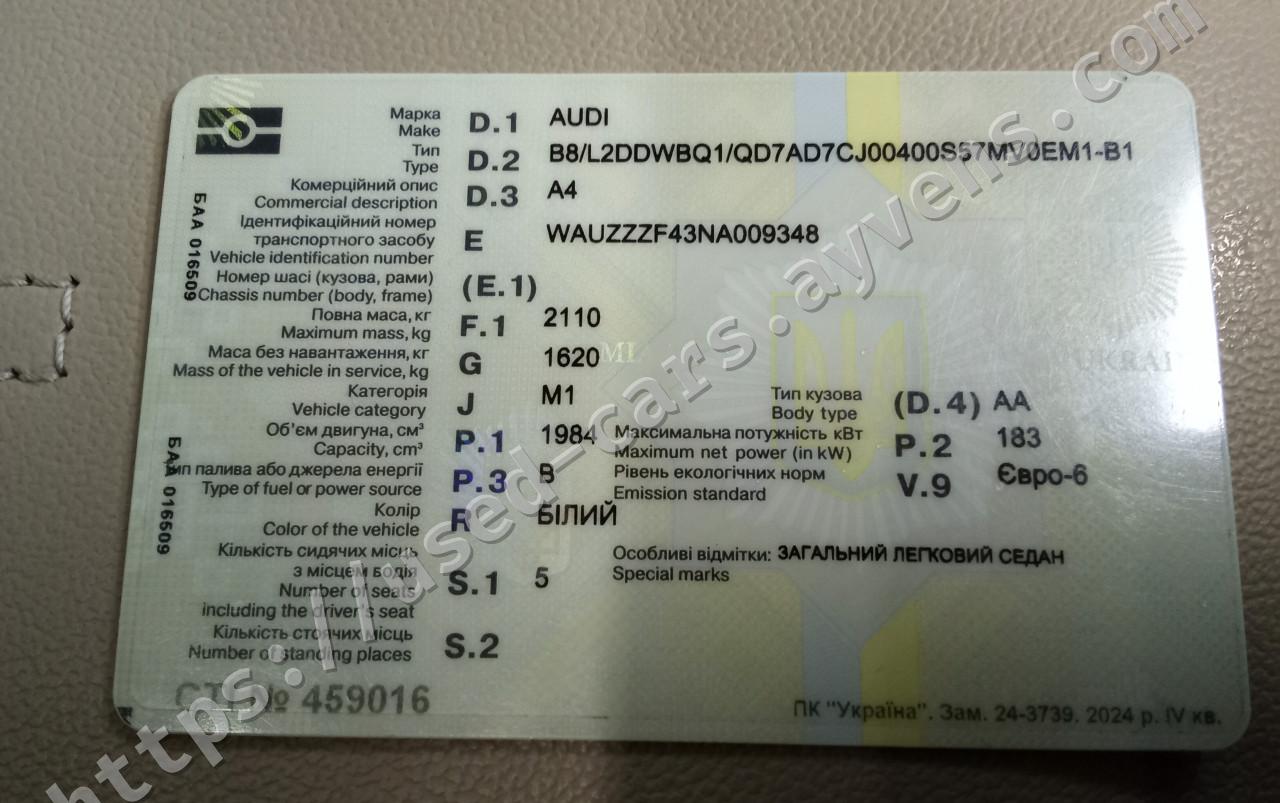 Марка
Make D.1 AUDI
Тип
Type D.2 B8/L2DDWBQ1/QD7AD7CJ00400S57MV0EM1-B1
Комерційний опис
Commercial description D.3 A4
Ідентифікаційний номер
транспортного засобу
Vehicle identification number E WAUZZZF43NA009348
Номер шасі (кузова, рами)
Chassis number (body, frame) (E.1)
Повна маса, кг
Maximum mass, kg F.1 2110
Маса без навантаження, кг
Mass of the vehicle in service, kg G 1620
Категорія
Vehicle category J M1
Тип кузова
Body type (D.4) AA
Об'єм двигуна, см³
Capacity, cm³ P.1 1984
Максимальна потужність кВт
Maximum net power (in kW) P.2 183
Тип палива або джерела енергії
Type of fuel or power source P.3 B
Рівень екологічних норм
Emission standard V.9 Євро-6
Колір
Color of the vehicle R БІЛИЙ
Кількість сидячих місць
з місцем водія
Number of seats
including the driver's seat S.1 5
Особливі відмітки: ЗАГАЛЬНИЙ ЛЕГКОВИЙ СЕДАН
Special marks
Кількість стоячих місць
Number of standing places S.2
№ 459016
ПК "Україна". Зам. 24-3739. 2024 р. IV кв.
БАА 016509
БАА 016509
https://used-cars.ayvens.com